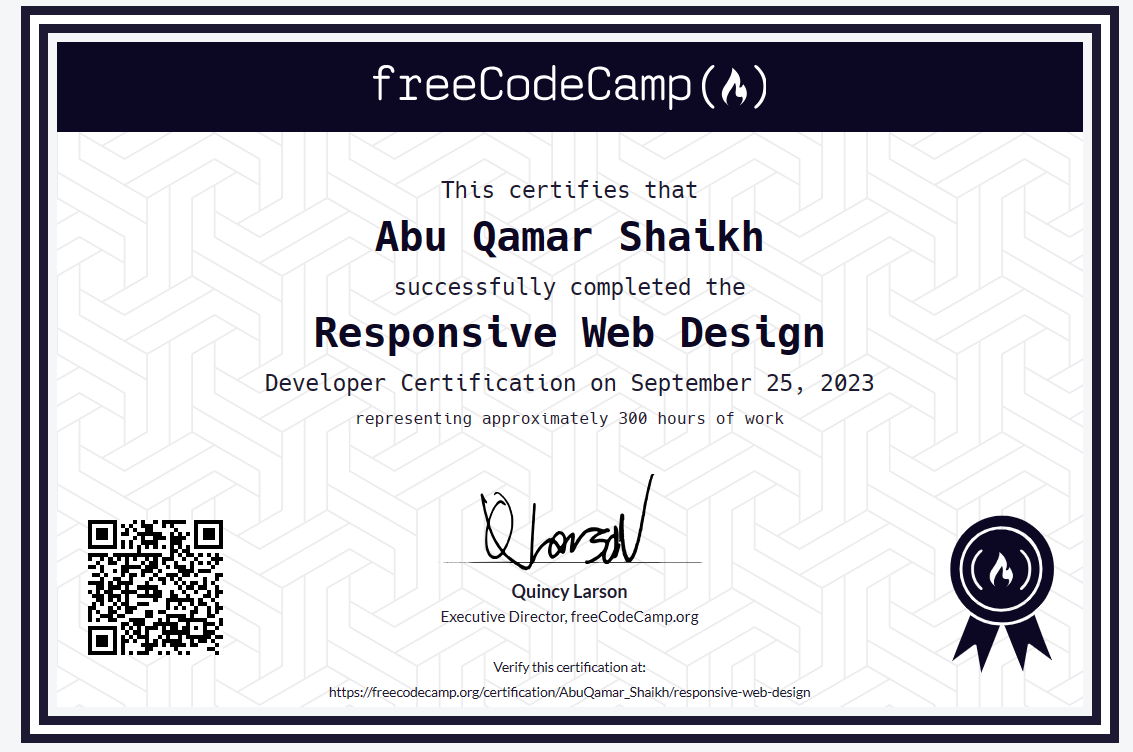 freeCodeCamp
This certifies that
Abu Qamar Shaikh
successfully completed the
Responsive Web Design
Developer Certification on September 25, 2023
representing approximately 300 hours of work
Q Larson
Quincy Larson
Executive Director, freeCodeCamp.org
Verify this certification at:
https://freecodecamp.org/certification/AbuQamar_Shaikh/responsive-web-design